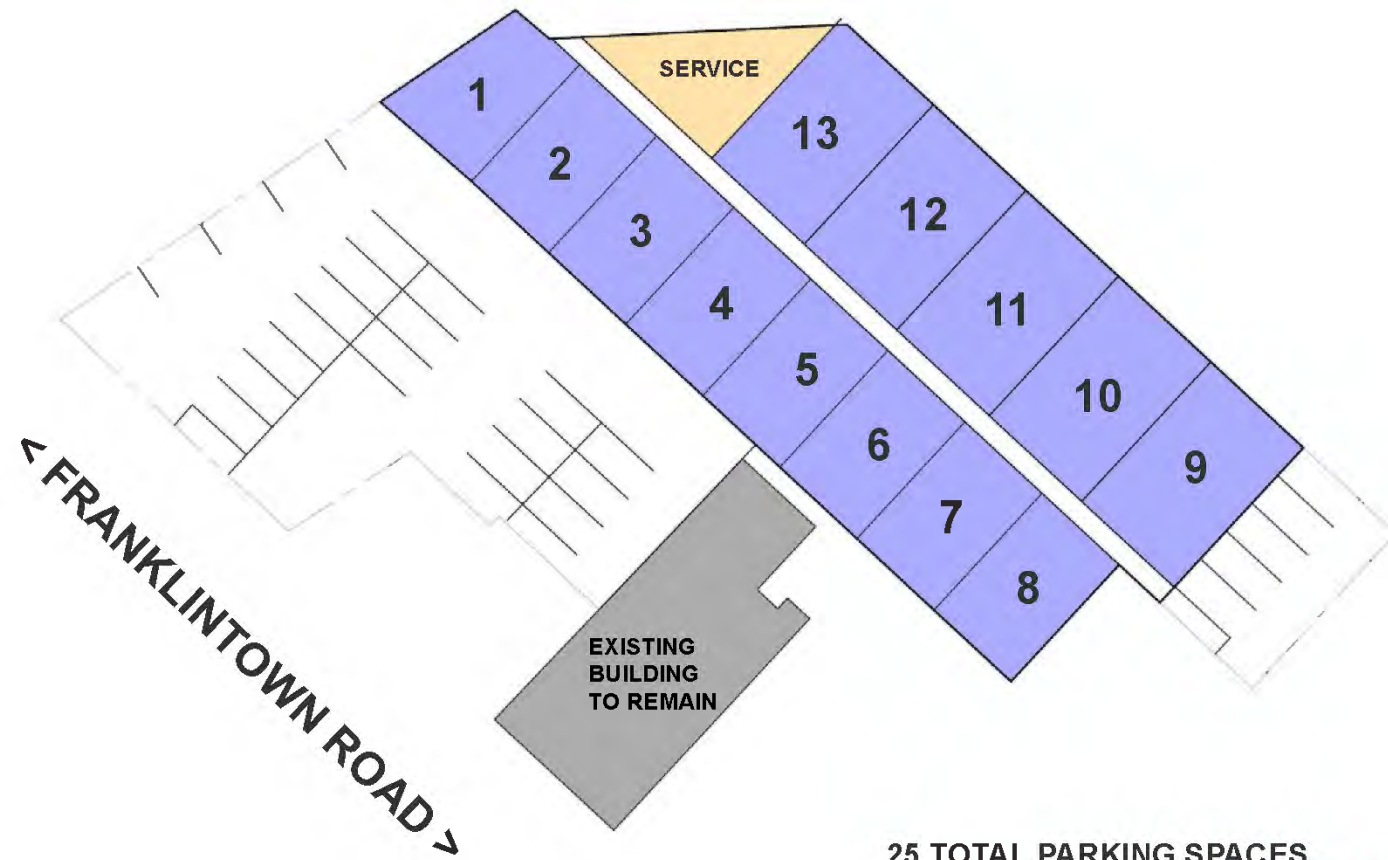 SERVICE
1
2
3
4
5
6
7
8
9
10
11
12
13
EXISTING
BUILDING
TO REMAIN
< FRANKLINTOWN ROAD >
25 TOTAL PARKING SPACES